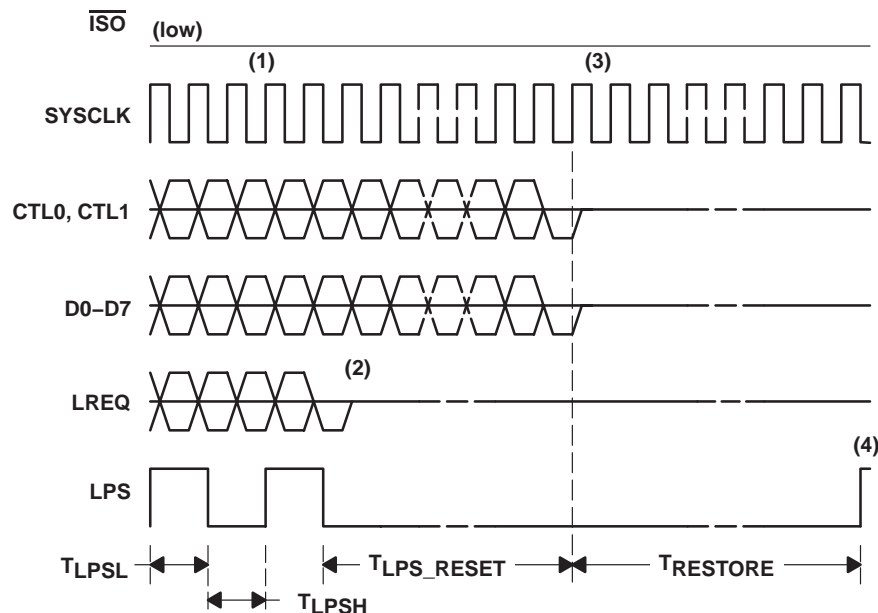 ISO
(low)
(1)
(3)
SYSCLK
CTL0, CTL1
D0–D7
(2)
LREQ
(4)
LPS
TLPSL
TLPS_RESET
TRESTORE
TLPSH